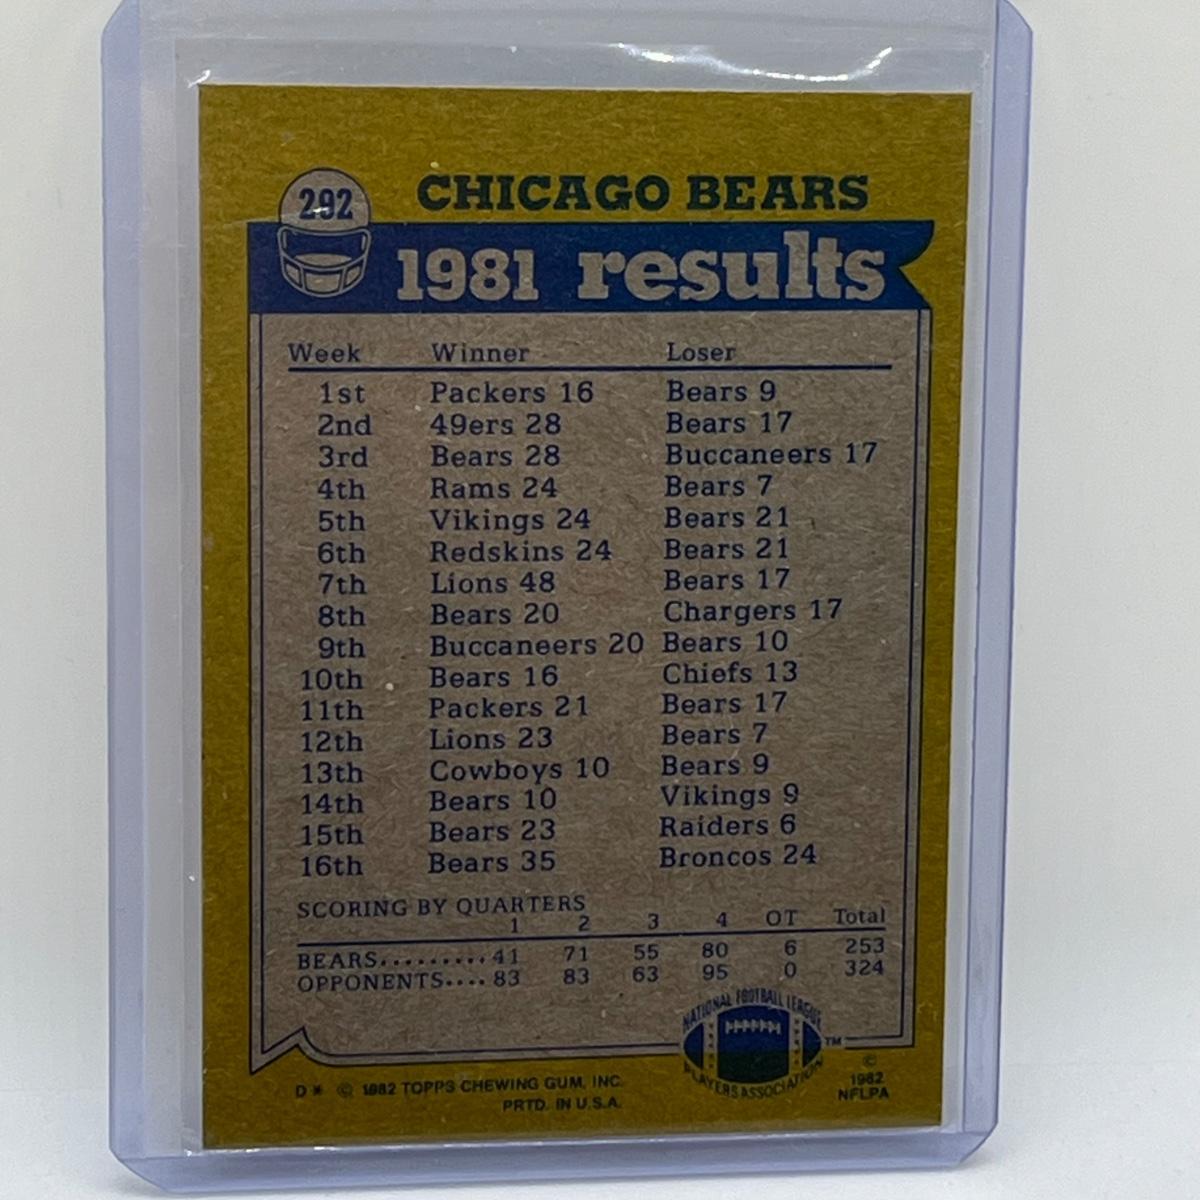 292
CHICAGO BEARS
1981 results
Week Winner Loser
1st Packers 16 Bears 9
2nd 49ers 28 Bears 17
3rd Bears 28 Buccaneers 17
4th Rams 24 Bears 7
5th Vikings 24 Bears 21
6th Redskins 24 Bears 21
7th Lions 48 Bears 17
8th Bears 20 Chargers 17
9th Buccaneers 20 Bears 10
10th Bears 16 Chiefs 13
11th Packers 21 Bears 17
12th Lions 23 Bears 7
13th Cowboys 10 Bears 9
14th Bears 10 Vikings 9
15th Bears 23 Raiders 6
16th Bears 35 Broncos 24
SCORING BY QUARTERS
1 2 3 4 OT Total
BEARS.........41 71 55 80 6 253
OPPONENTS....83 83 63 95 0 324
NATIONAL FOOTBALL LEAGUE
PLAYERS ASSOCIATION
TM
D* © 1982 TOPPS CHEWING GUM, INC.
PRTD. IN U.S.A.
©
1982
NFLPA